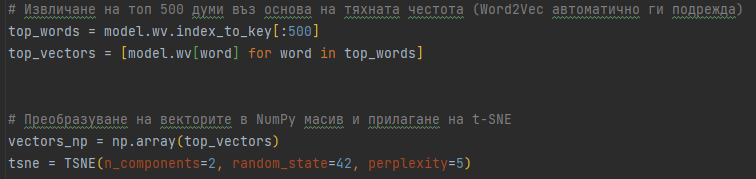 # Извличане на топ 500 думи въз основа на тяхната честота (Word2Vec автоматично ги подрежда)
top_words = model.wv.index_to_key[:500]
top_vectors = [model.wv[word] for word in top_words]
# Преобразуване на векторите в NumPy масив и прилагане на t-SNE
vectors_np = np.array(top_vectors)
tsne = TSNE(n_components=2, random_state=42, perplexity=5)